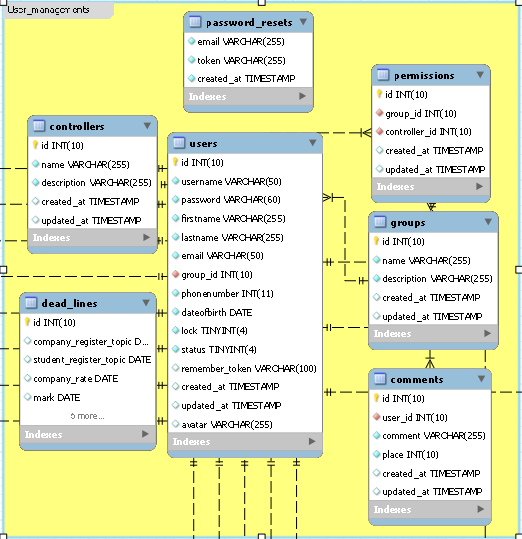 User_managements
password_resets
email VARCHAR(255)
token VARCHAR(255)
created_at TIMESTAMP
Indexes
permissions
id INT(10)
group_id INT(10)
controller_id INT(10)
created_at TIMESTAMP
updated_at TIMESTAMP
Indexes
controllers
id INT(10)
name VARCHAR(255)
description VARCHAR(255)
created_at TIMESTAMP
updated_at TIMESTAMP
Indexes
users
id INT(10)
username VARCHAR(50)
password VARCHAR(60)
firstname VARCHAR(255)
lastname VARCHAR(255)
email VARCHAR(50)
group_id INT(10)
phonenumber INT(11)
dateofbirth DATE
lock TINYINT(4)
status TINYINT(4)
remember_token VARCHAR(100)
created_at TIMESTAMP
updated_at TIMESTAMP
avatar VARCHAR(255)
Indexes
groups
id INT(10)
name VARCHAR(255)
description VARCHAR(255)
created_at TIMESTAMP
updated_at TIMESTAMP
Indexes
dead_lines
id INT(10)
company_register_topic D...
student_register_topic DATE
company_rate DATE
mark DATE
6 more...
Indexes
comments
id INT(10)
user_id INT(10)
comment VARCHAR(255)
place INT(10)
created_at TIMESTAMP
updated_at TIMESTAMP
Indexes